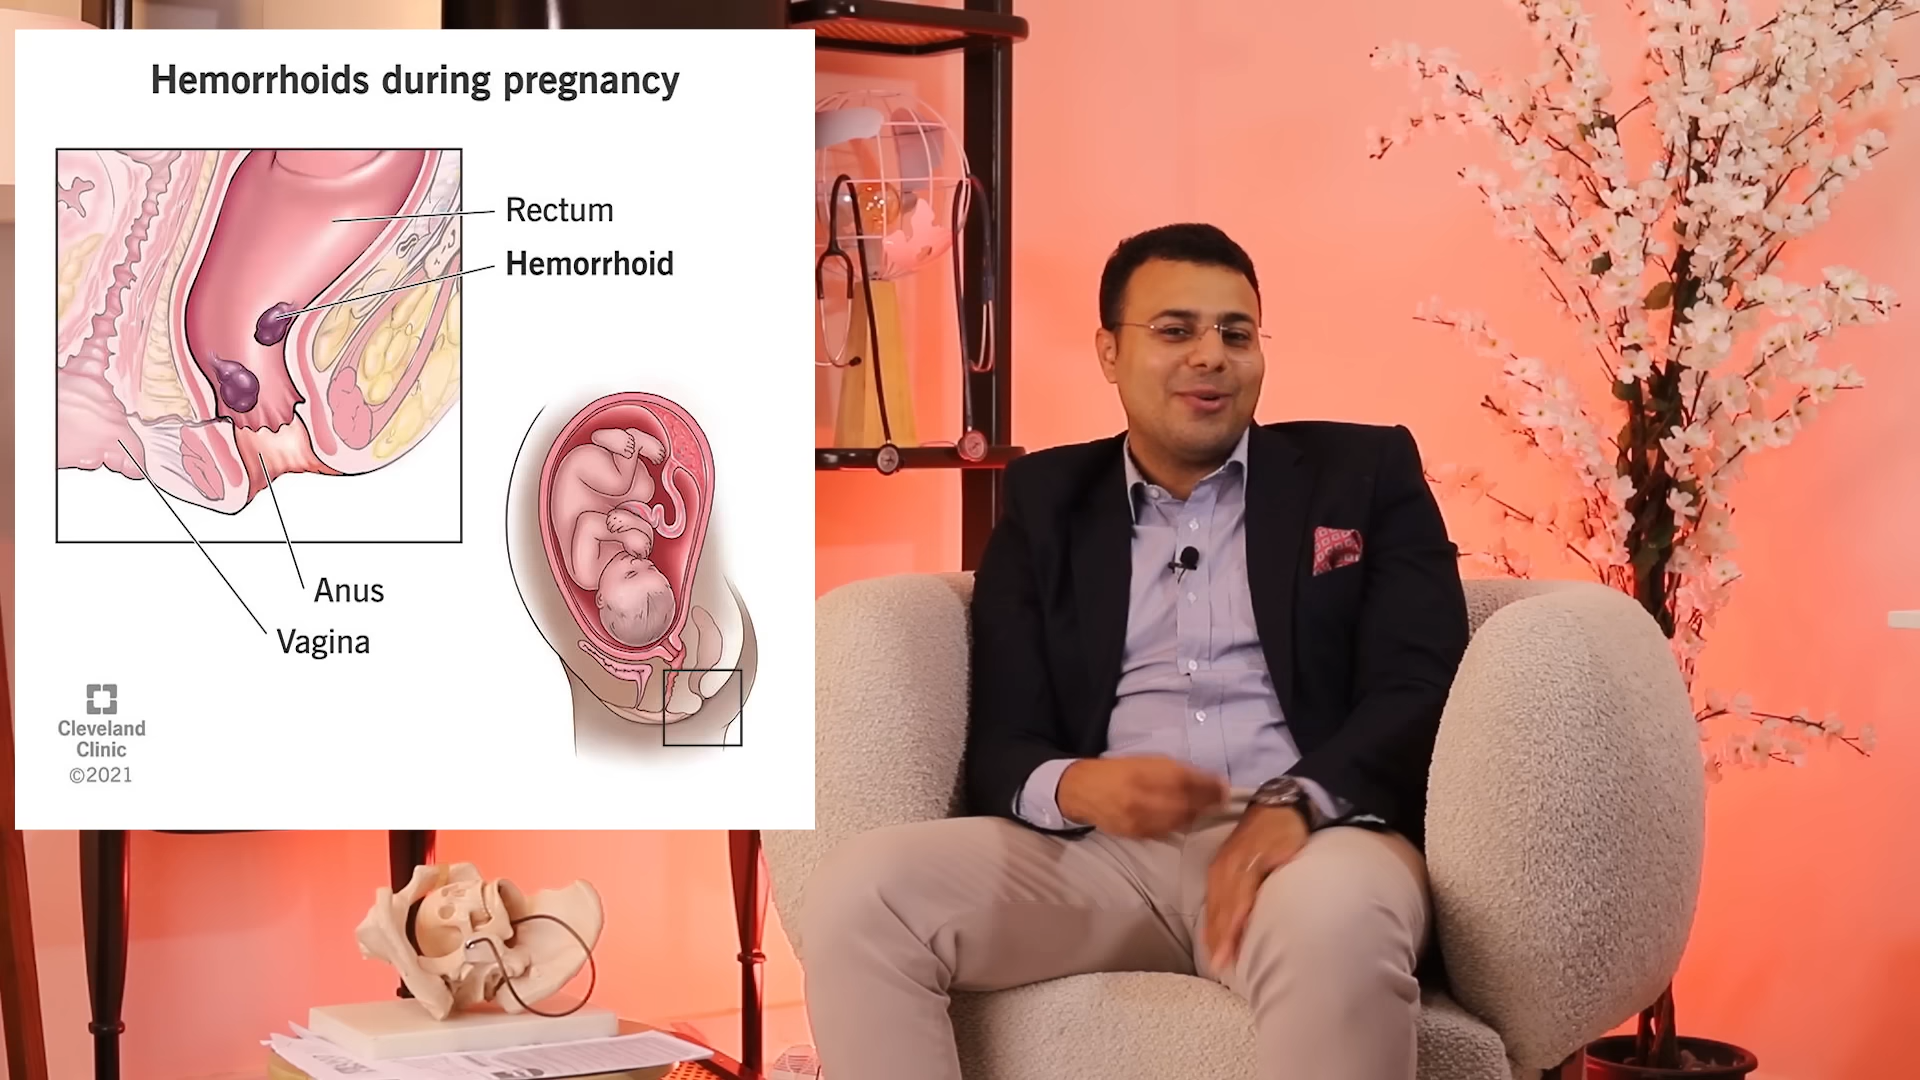 Hemorrhoids during pregnancy
Rectum
Hemorrhoid
Anus
Vagina
Cleveland
Clinic
©2021